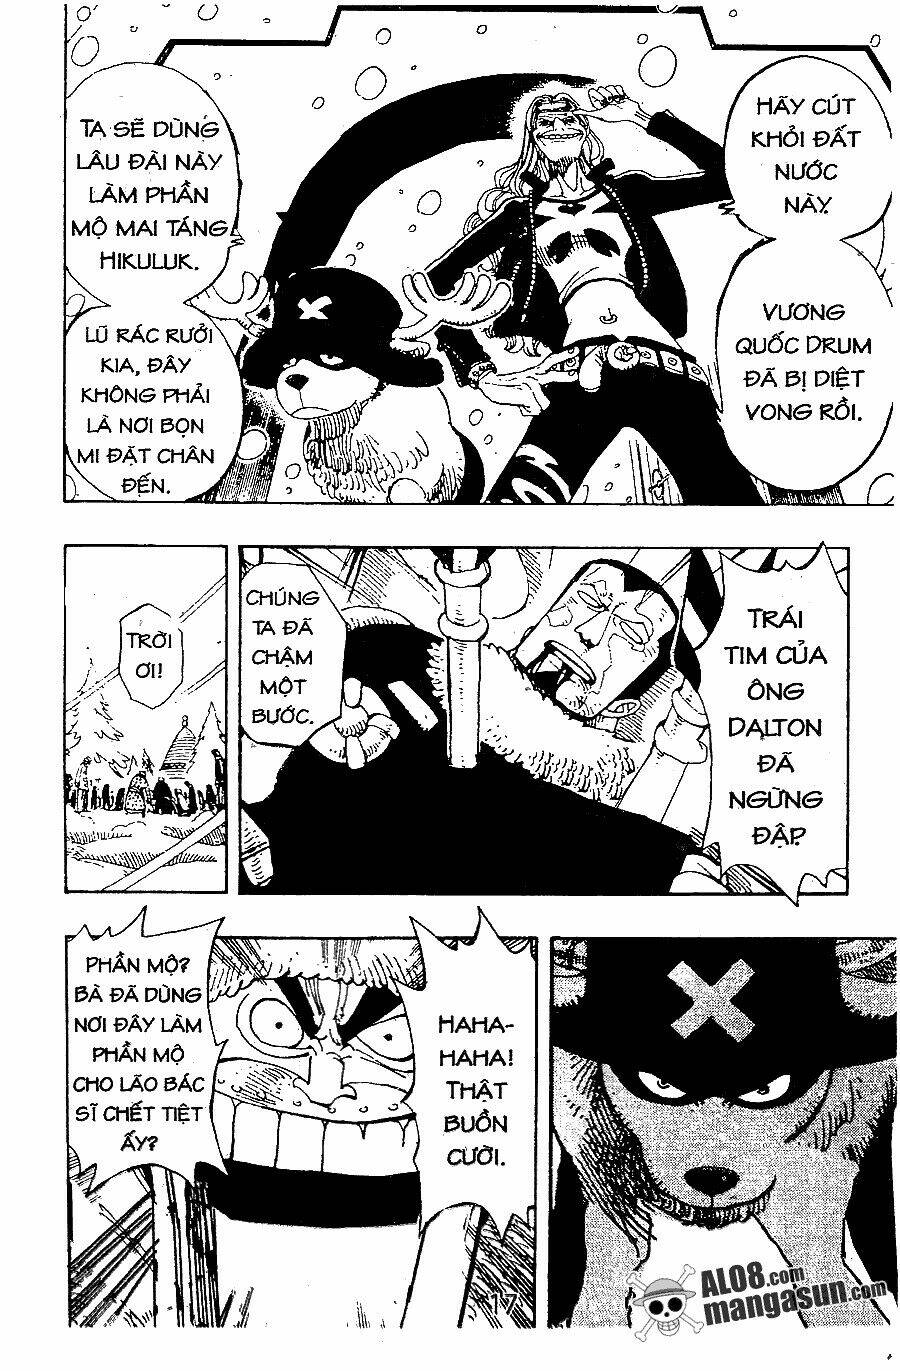 HÃY CÚT
KHỎI ĐẤT
NƯỚC
NÀY.
VƯƠNG
QUỐC DRUM
ĐÃ BỊ DIỆT
VONG RỒI.
TA SẼ DÙNG
LÂU ĐÀI NÀY
LÀM PHẦN
MỘ MAI TÁNG
HIKULUK.
LŨ RÁC RƯỞI
KIA, ĐÂY
KHÔNG PHẢI
LÀ NƠI BỌN
MI ĐẶT CHÂN
ĐẾN.
TRÁI
TIM CỦA
ÔNG
DALTON
ĐÃ
NGỪNG
ĐẬP.
CHÚNG
TA ĐÃ
CHẬM
MỘT
BƯỚC.
TRỜI
ƠI!
HAHA-
HAHA!
THẬT
BUỒN
CƯỜI.
PHẦN MỘ?
BÀ ĐÃ DÙNG
NƠI ĐÂY LÀM
PHẦN MỘ
CHO LÃO BÁC
SĨ CHẾT TIỆT
ẤY?
17
ALO8.com
mangasun.com